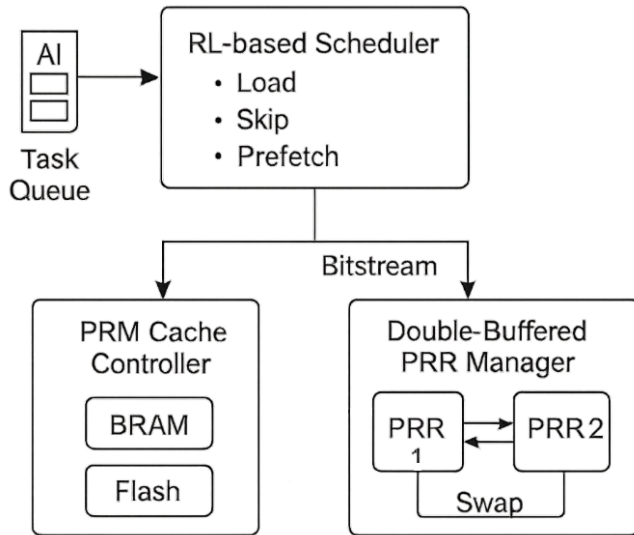 AI
Task
Queue
RL-based Scheduler
• Load
• Skip
• Prefetch
Bitstream
PRM Cache
Controller
BRAM
Flash
Double-Buffered
PRR Manager
PRR
1
PRR 2
Swap